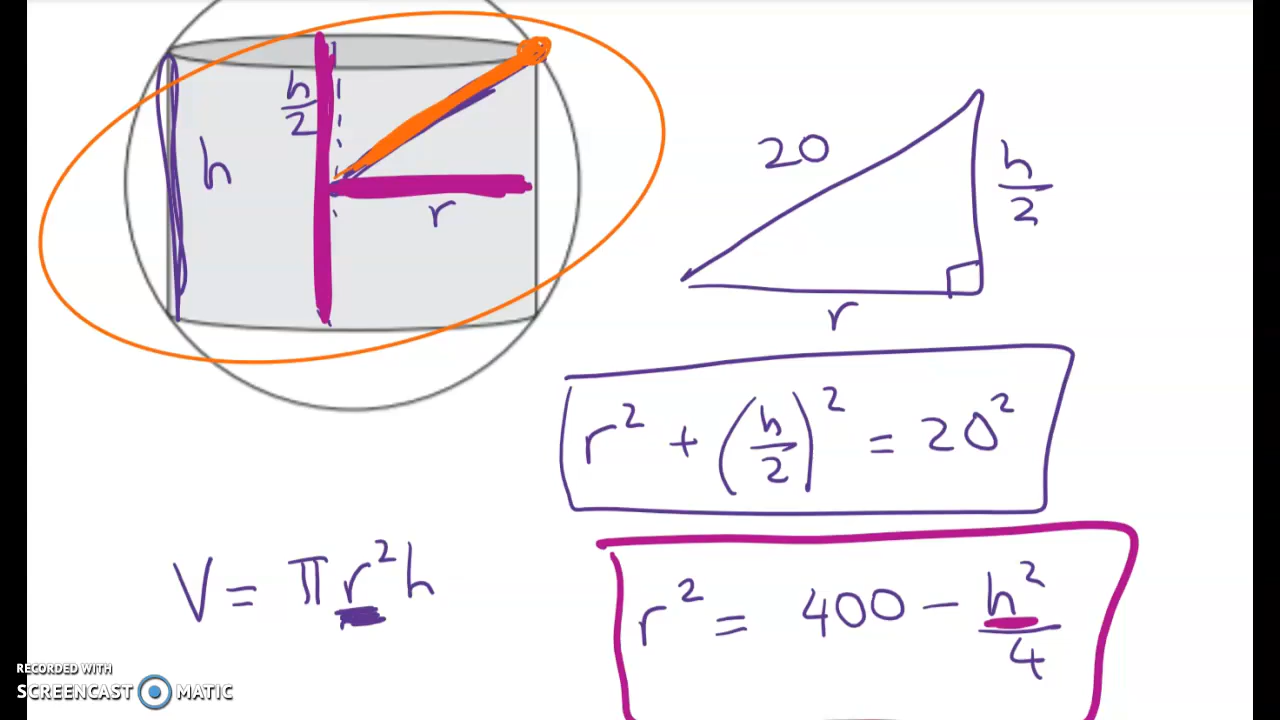 h/2
h
r
20
h/2
r
r² + (h/2)² = 20²
V = πr²h
r² = 400 − h²/4
RECORDED WITH
SCREENCAST MATIC